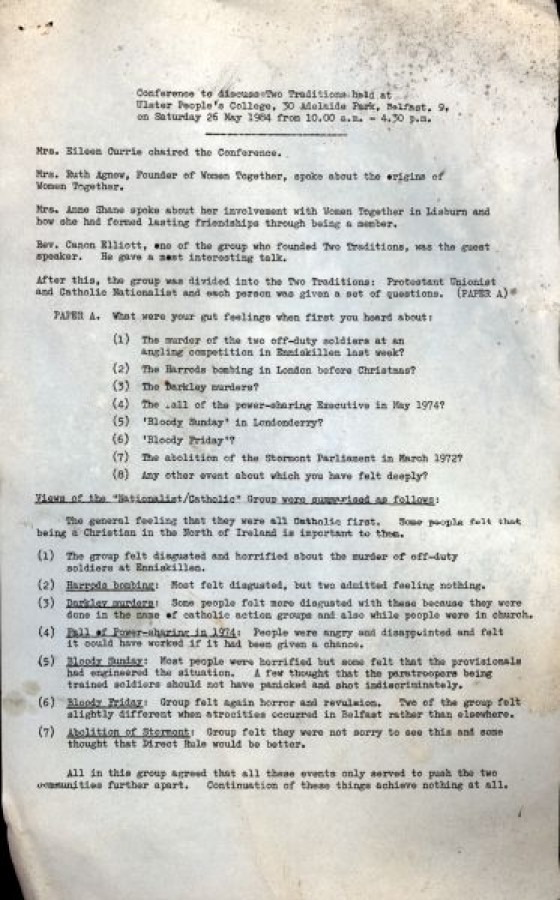 Conference to discuss Two Traditions held at
Ulster People's College, 30 Adelaide Park, Belfast. 9,
on Saturday 26 May 1984 from 10.00 a.m. - 4.30 p.m.
Mrs. Eileen Currie chaired the Conference.
Mrs. Ruth Agnew, Founder of Women Together, spoke about the origins of
Women Together.
Mrs. Anne Shane spoke about her involvement with Women Together in Lisburn and
how she had formed lasting friendships through being a member.
Rev. Canon Elliott, one of the group who founded Two Traditions, was the guest
speaker. He gave a most interesting talk.
After this, the group was divided into the Two Traditions: Protestant Unionist
and Catholic Nationalist and each person was given a set of questions. (PAPER A)
PAPER A. What were your gut feelings when first you heard about:
(1) The murder of the two off-duty soldiers at an
angling competition in Enniskillen last week?
(2) The Harrods bombing in London before Christmas?
(3) The Darkley murders?
(4) The .all of the power-sharing Executive in May 1974?
(5) 'Bloody Sunday' in Londonderry?
(6) 'Bloody Friday'?
(7) The abolition of the Stormont Parliament in March 1972?
(8) Any other event about which you have felt deeply?
Views of the "Nationalist/Catholic" Group were summarised as follows:
The general feeling that they were all Catholic first. Some people felt that
being a Christian in the North of Ireland is important to them.
(1) The group felt disgusted and horrified about the murder of off-duty
soldiers at Enniskillen.
(2) Harrods bombing: Most felt disgusted, but two admitted feeling nothing.
(3) Darkley murders: Some people felt more disgusted with these because they were
done in the name of catholic action groups and also while people were in church.
(4) Fall of Power-sharing in 1974: People were angry and disappointed and felt
it could have worked if it had been given a chance.
(5) Bloody Sunday: Most people were horrified but some felt that the provisionals
had engineered the situation. A few thought that the paratroopers being
trained soldiers should not have panicked and shot indiscriminately.
(6) Bloody Friday: Group felt again horror and revulsion. Two of the group felt
slightly different when atrocities occurred in Belfast rather than elsewhere.
(7) Abolition of Stormont: Group felt they were not sorry to see this and some
thought that Direct Rule would be better.
All in this group agreed that all these events only served to push the two
communities further apart. Continuation of these things achieve nothing at all.